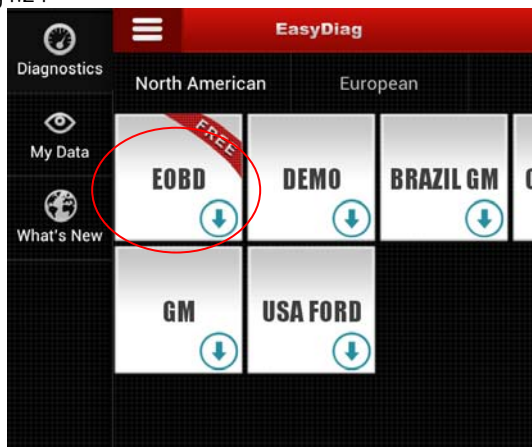 EasyDiag
Diagnostics
North American
European
My Data
What's New
FREE
EOBD
DEMO
BRAZIL GM
GM
USA FORD